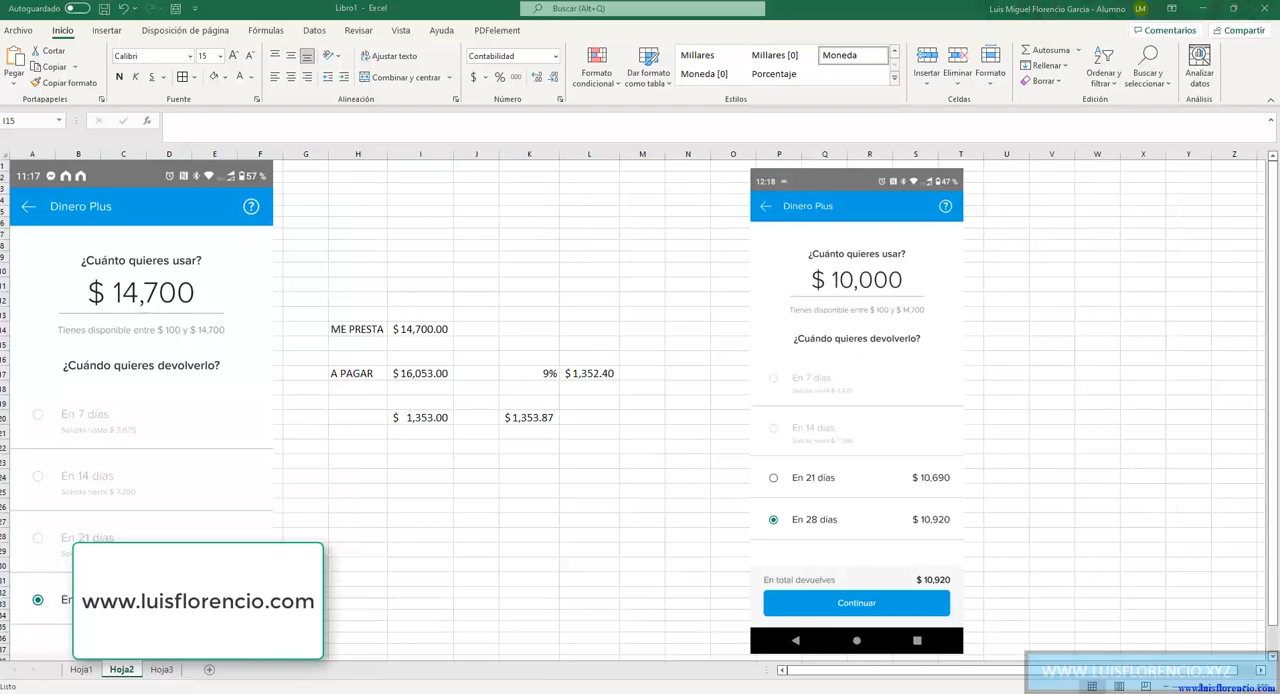 Autoguardado
Libro1 - Excel
Buscar (Alt+Q)
Luis Miguel Florencio Garcia - Alumno LM
Archivo Inicio Insertar Disposición de página Fórmulas Datos Revisar Vista Ayuda PDFelement
Comentarios Compartir
Pegar
Cortar
Copiar
Copiar formato
Portapapeles
Calibri 15
N K S
Fuente
Ajustar texto
Combinar y centrar
Alineación
Contabilidad
$ % 000
Número
Formato condicional
Dar formato como tabla
Millares Millares [0] Moneda
Moneda [0] Porcentaje
Estilos
Insertar Eliminar Formato
Celdas
Autosuma
Rellenar
Borrar
Ordenar y filtrar
Buscar y seleccionar
Edición
Analizar datos
Análisis
I15
fx
A B C D E F G H I J K L M N O P Q R S T U V W X Y Z
11:17 57 %
Dinero Plus
¿Cuánto quieres usar?
$ 14,700
Tienes disponible entre $ 100 y $ 14,700
¿Cuándo quieres devolverlo?
En 7 días
Solicita hasta $ 3,675
En 14 días
En 21 días
ME PRESTA $ 14,700.00
A PAGAR $ 16,053.00 9% $ 1,352.40
$ 1,353.00 $ 1,353.87
12:18 47 %
Dinero Plus
¿Cuánto quieres usar?
$ 10,000
Tienes disponible entre $ 100 y $ 14,700
¿Cuándo quieres devolverlo?
En 7 días
En 14 días
En 21 días $ 10,690
En 28 días $ 10,920
En total devuelves $ 10,920
Continuar
www.luisflorencio.com
Hoja1 Hoja2 Hoja3
Listo
WWW.LUISFLORENCIO.XYZ
www.luisflorencio.com